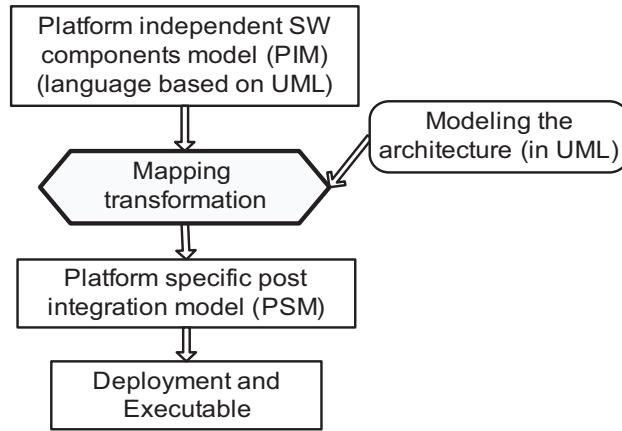 Platform independent SW
components model (PIM)
(language based on UML)
Modeling the
architecture (in UML)
Mapping
transformation
Platform specific post
integration model (PSM)
Deployment and
Executable